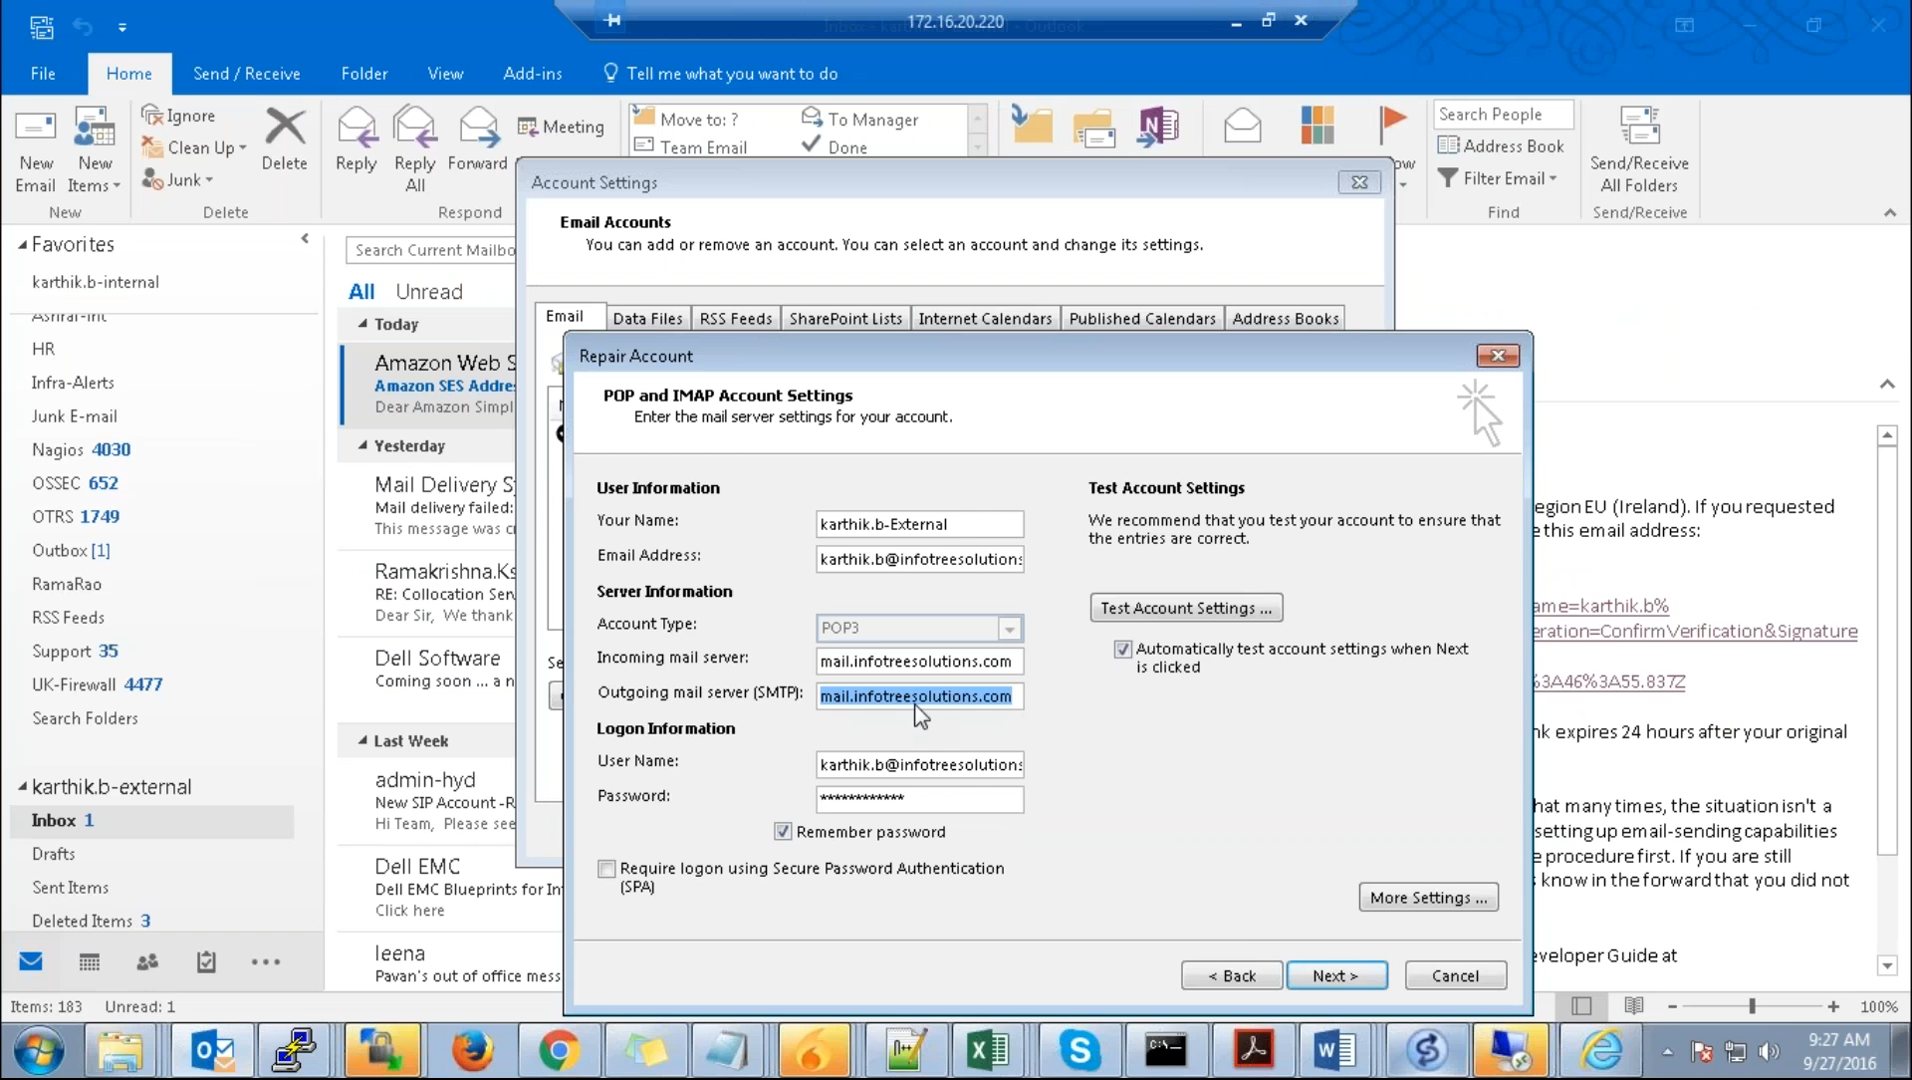 172.16.20.220
File
Home
Send / Receive
Folder
View
Add-ins
Tell me what you want to do
New Email
New Items
New
Ignore
Clean Up
Junk
Delete
Delete
Reply
Reply All
Forward
Meeting
Respond
Move to: ?
Team Email
To Manager
Done
Search People
Address Book
Filter Email
Find
Send/Receive All Folders
Send/Receive
Favorites
karthik.b-internal
HR
Infra-Alerts
Junk E-mail
Nagios 4030
OSSEC 652
OTRS 1749
Outbox [1]
RamaRao
RSS Feeds
Support 35
UK-Firewall 4477
Search Folders
karthik.b-external
Inbox 1
Drafts
Sent Items
Deleted Items 3
Items: 183
Unread: 1
Search Current Mailbo
All Unread
Today
Amazon Web S
Amazon SES Addre
Dear Amazon Simpl
Yesterday
Mail Delivery Sy
Mail delivery failed:
This message was cr
Ramakrishna.Ks
RE: Collocation Serv
Dear Sir, We thank
Dell Software
Coming soon ... a n
Last Week
admin-hyd
New SIP Account -R
Hi Team, Please see
Dell EMC
Dell EMC Blueprints for In
Click here
leena
Pavan's out of office mess
Account Settings
Email Accounts
You can add or remove an account. You can select an account and change its settings.
Email
Data Files
RSS Feeds
SharePoint Lists
Internet Calendars
Published Calendars
Address Books
Repair Account
POP and IMAP Account Settings
Enter the mail server settings for your account.
User Information
Your Name: karthik.b-External
Email Address: karthik.b@infotreesolutions
Server Information
Account Type: POP3
Incoming mail server: mail.infotreesolutions.com
Outgoing mail server (SMTP): mail.infotreesolutions.com
Logon Information
User Name: karthik.b@infotreesolutions
Password: ************
Remember password
Require logon using Secure Password Authentication
(SPA)
Test Account Settings
We recommend that you test your account to ensure that
the entries are correct.
Test Account Settings ...
Automatically test account settings when Next
is clicked
More Settings ...
< Back
Next >
Cancel
egion EU (Ireland). If you requested
e this email address:
ame=karthik.b%
eration=ConfirmVerification&Signature
3A46%3A55.837Z
nk expires 24 hours after your original
hat many times, the situation isn't a
setting up email-sending capabilities
e procedure first. If you are still
s know in the forward that you did not
eveloper Guide at
100%
9:27 AM
9/27/2016